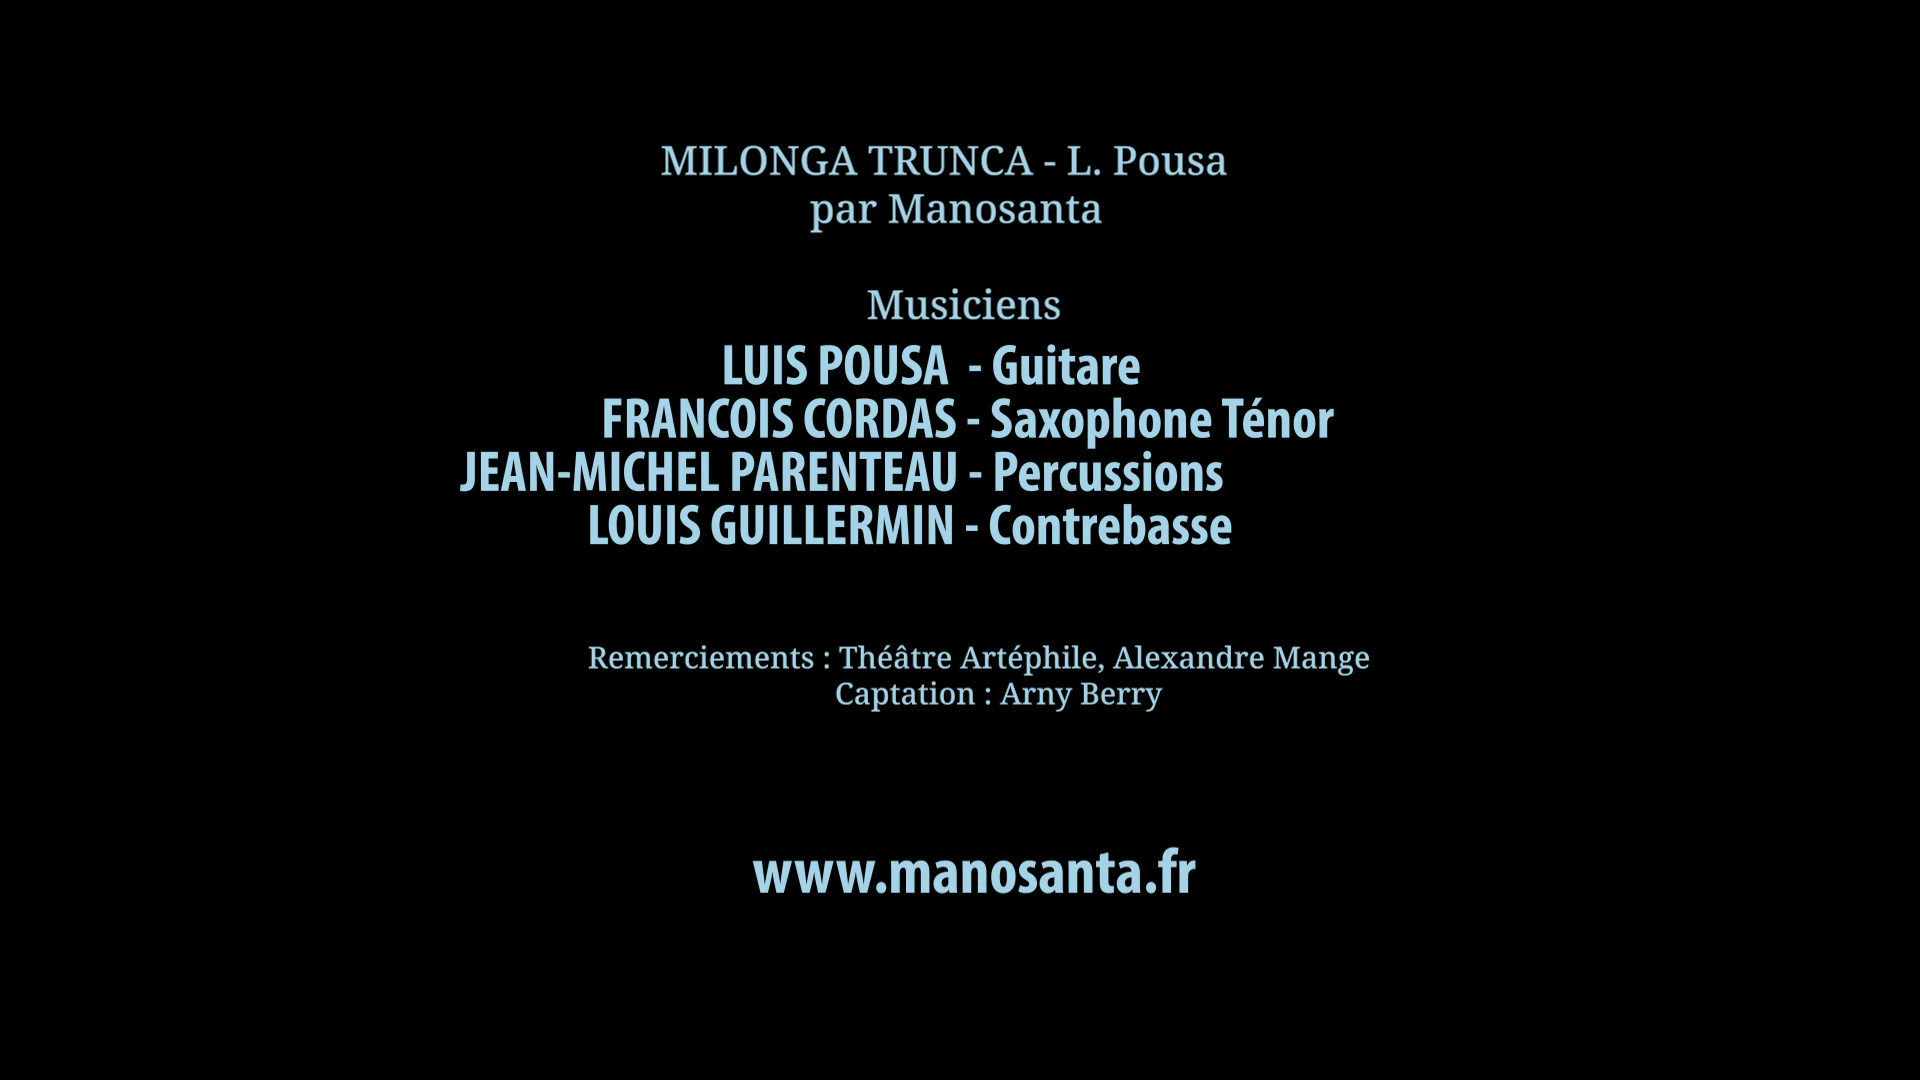 MILONGA TRUNCA - L. Pousa
par Manosanta
Musiciens
LUIS POUSA - Guitare
FRANCOIS CORDAS - Saxophone Ténor
JEAN-MICHEL PARENTEAU - Percussions
LOUIS GUILLERMIN - Contrebasse
Remerciements : Théâtre Artéphile, Alexandre Mange
Captation : Arny Berry
www.manosanta.fr